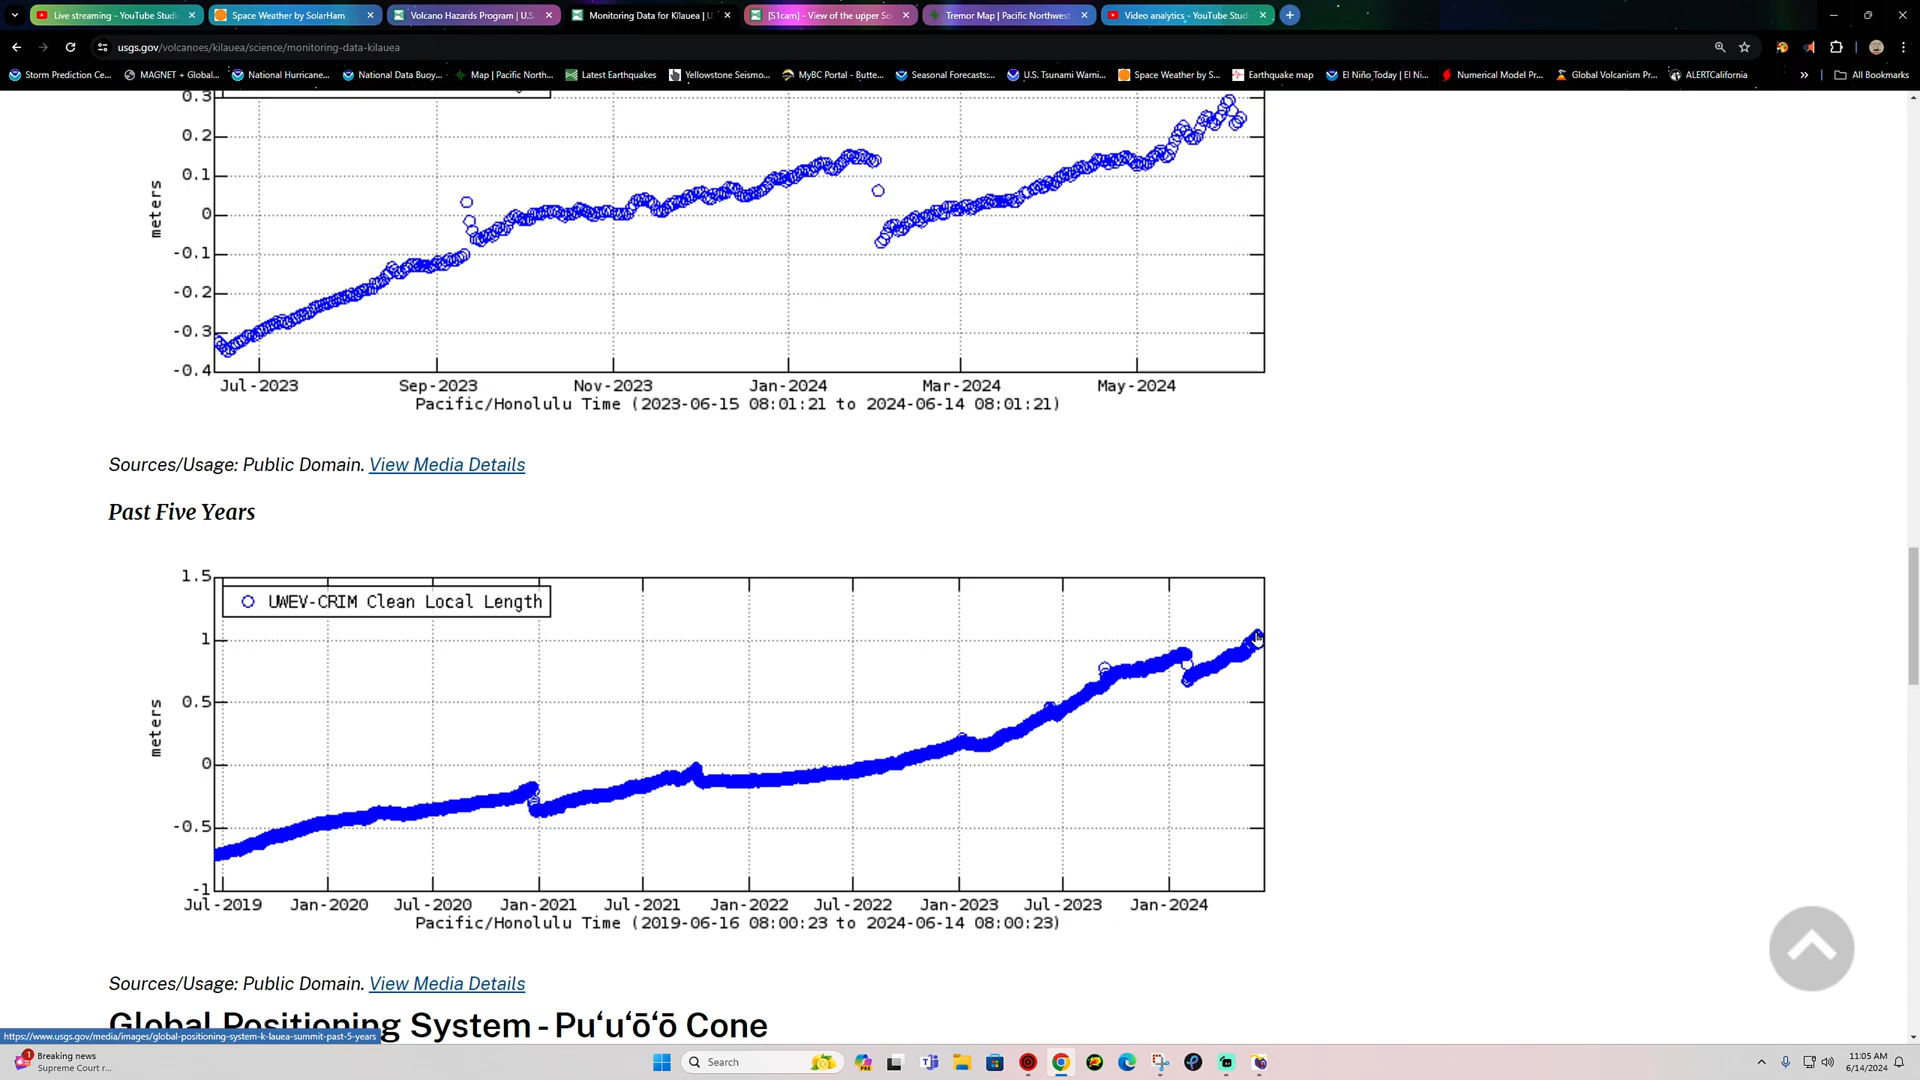 Live streaming - YouTube Studi
Space Weather by SolarHam
Volcano Hazards Program | U.S.
Monitoring Data for Kīlauea | U
[S1cam] - View of the upper So
Tremor Map | Pacific Northwest
Video analytics - YouTube Stud
usgs.gov/volcanoes/kilauea/science/monitoring-data-kilauea
Storm Prediction Ce...
MAGNET + Global...
National Hurricane...
National Data Buoy...
Map | Pacific North...
Latest Earthquakes
Yellowstone Seismo...
MyBC Portal - Butte...
Seasonal Forecasts:...
U.S. Tsunami Warni...
Space Weather by S...
Earthquake map
El Niño Today | El Ni...
Numerical Model Pr...
Global Volcanism Pr...
ALERTCalifornia
»
All Bookmarks
0.3
0.2
0.1
0
-0.1
-0.2
-0.3
-0.4
meters
Jul-2023 Sep-2023 Nov-2023 Jan-2024 Mar-2024 May-2024
Pacific/Honolulu Time (2023-06-15 08:01:21 to 2024-06-14 08:01:21)
Sources/Usage: Public Domain. View Media Details
Past Five Years
1.5
1
0.5
0
-0.5
-1
meters
UWEV-CRIM Clean Local Length
Jul-2019 Jan-2020 Jul-2020 Jan-2021 Jul-2021 Jan-2022 Jul-2022 Jan-2023 Jul-2023 Jan-2024
Pacific/Honolulu Time (2019-06-16 08:00:23 to 2024-06-14 08:00:23)
Sources/Usage: Public Domain. View Media Details
Global Positioning System - Pu‘u‘ō‘ō Cone
https://www.usgs.gov/media/images/global-positioning-system-k-lauea-summit-past-5-years
1
Breaking news
Supreme Court r...
Search
PRE
11:05 AM
6/14/2024